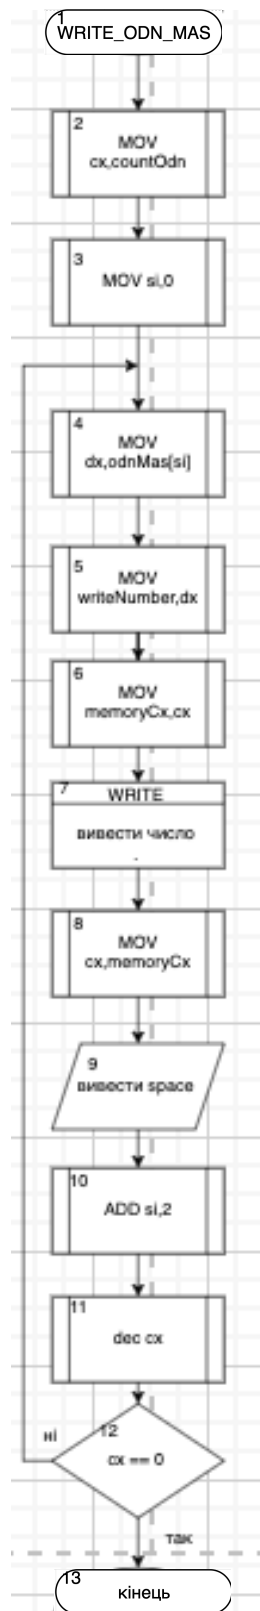 1
WRITE_ODN_MAS
2
MOV
cx,countOdn
3
MOV si,0
4
MOV
dx,odnMas[si]
5
MOV
writeNumber,dx
6
MOV
memoryCx,cx
7
WRITE
вивести число
.
8
MOV
cx,memoryCx
9
вивести space
10
ADD si,2
11
dec cx
12
ні
cx == 0
так
13
кінець